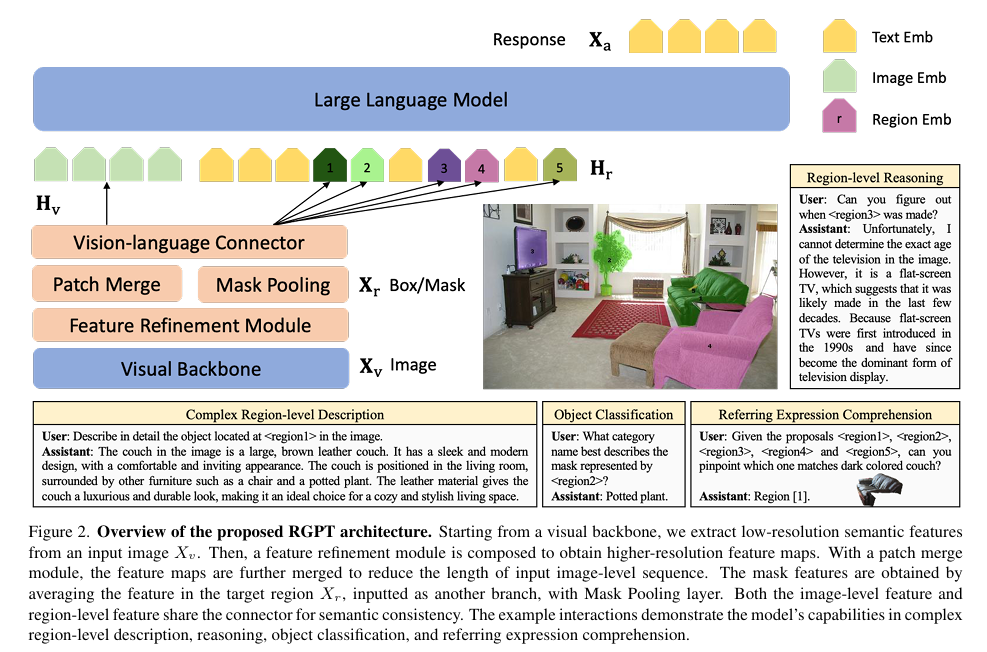 Response Xa
Text Emb
Image Emb
r Region Emb
Large Language Model
1 2 3 4 5 Hr
Hv
Vision-language Connector
Patch Merge
Mask Pooling
Xr Box/Mask
Feature Refinement Module
Visual Backbone
Xv Image
3
2
4
Region-level Reasoning
User: Can you figure out
when <region3> was made?
Assistant: Unfortunately, I
cannot determine the exact age
of the television in the image.
However, it is a flat-screen
TV, which suggests that it was
likely made in the last few
decades. Because flat-screen
TVs were first introduced in
the 1990s and have since
become the dominant form of
television display.
Complex Region-level Description
User: Describe in detail the object located at <region1> in the image.
Assistant: The couch in the image is a large, brown leather couch. It has a sleek and modern
design, with a comfortable and inviting appearance. The couch is positioned in the living room,
surrounded by other furniture such as a chair and a potted plant. The leather material gives the
couch a luxurious and durable look, making it an ideal choice for a cozy and stylish living space.
Object Classification
User: What category
name best describes the
mask represented by
<region2>?
Assistant: Potted plant.
Referring Expression Comprehension
User: Given the proposals <region1>, <region2>,
<region3>, <region4> and <region5>, can you
pinpoint which one matches dark colored couch?
Assistant: Region [1].
Figure 2. Overview of the proposed RGPT architecture. Starting from a visual backbone, we extract low-resolution semantic features
from an input image Xv. Then, a feature refinement module is composed to obtain higher-resolution feature maps. With a patch merge
module, the feature maps are further merged to reduce the length of input image-level sequence. The mask features are obtained by
averaging the feature in the target region Xr, inputted as another branch, with Mask Pooling layer. Both the image-level feature and
region-level feature share the connector for semantic consistency. The example interactions demonstrate the model's capabilities in complex
region-level description, reasoning, object classification, and referring expression comprehension.